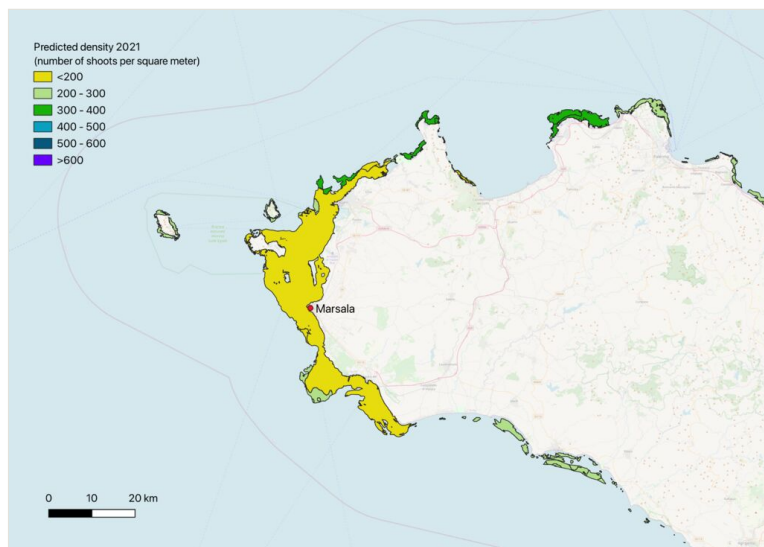 Predicted density 2021
(number of shoots per square meter)
<200
200 - 300
300 - 400
400 - 500
500 - 600
>600
Marsala
0 10 20 km